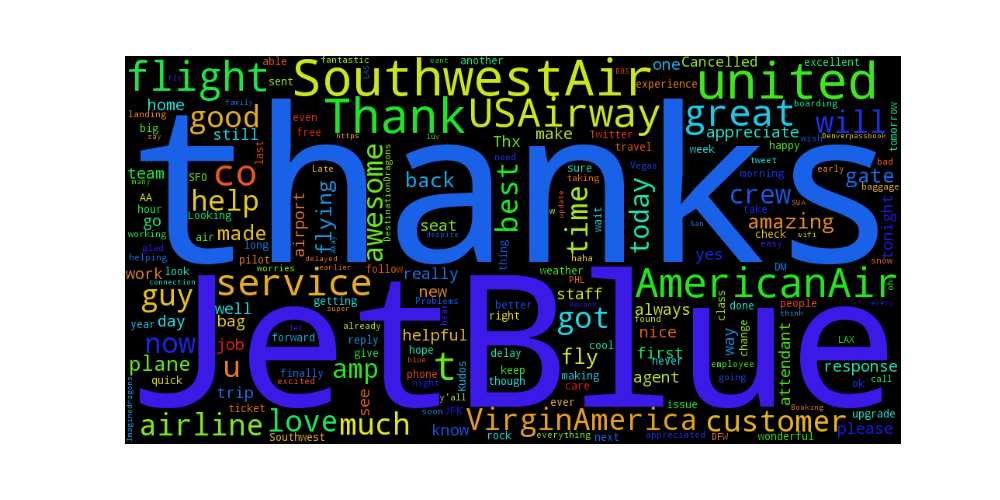 flight
SouthwestAir
united
able
fantastic
want
another
one
Cancelled
excellent
sent
LAS
BOS
experience
flt
home
family
landing
good
even
Thank
USAirway
great
boarding
will
tomorrow
say
big
still
free
https
luv
make
Twitter
appreciate
Denverpassbook
wish
thanks
last
Thx
travel
week
happy
team
many
SFO
co
Late
awesome
DestinationDragons
back
best
need
sure
taking
Vegas
tweet
morning
early
bad
gate
baggage
AA
hour
help
airport
flying
time
update
wait
today
crew
take
SWA
tonight
Looking
go
working
air
made
seat
despite
w
San
amazing
glad
long
away
thing
haha
yes
check
wifi
easy
helping
pilot
delayed
snow
work
look
worries
earlier
follow
really
weather
PHL
DM
oh
connection
service
new
staff
AmericanAir
guy
getting
super
Problems
heart
better
right
Newark
got
found
always
people
every
year
day
well
bag
already
reply
helpful
delay
cool
nice
class
change
done
think
now
job
let
forward
give
hope
keep
though
fly
first
never
way
LAX
JetBlue
plane
u
finally
amp
blue
t
Kudos
making
agent
employee
attendant
response
quick
trip
excited
phone
night
care
going
ok
call
ticket
see
y'all
ever
issue
Booking
upgrade
Imaginedragons
airline
love
much
soon
JFK
VirginAmerica
customer
please
Southwest
know
rock
everything
next
appreciated
DFW
wonderful